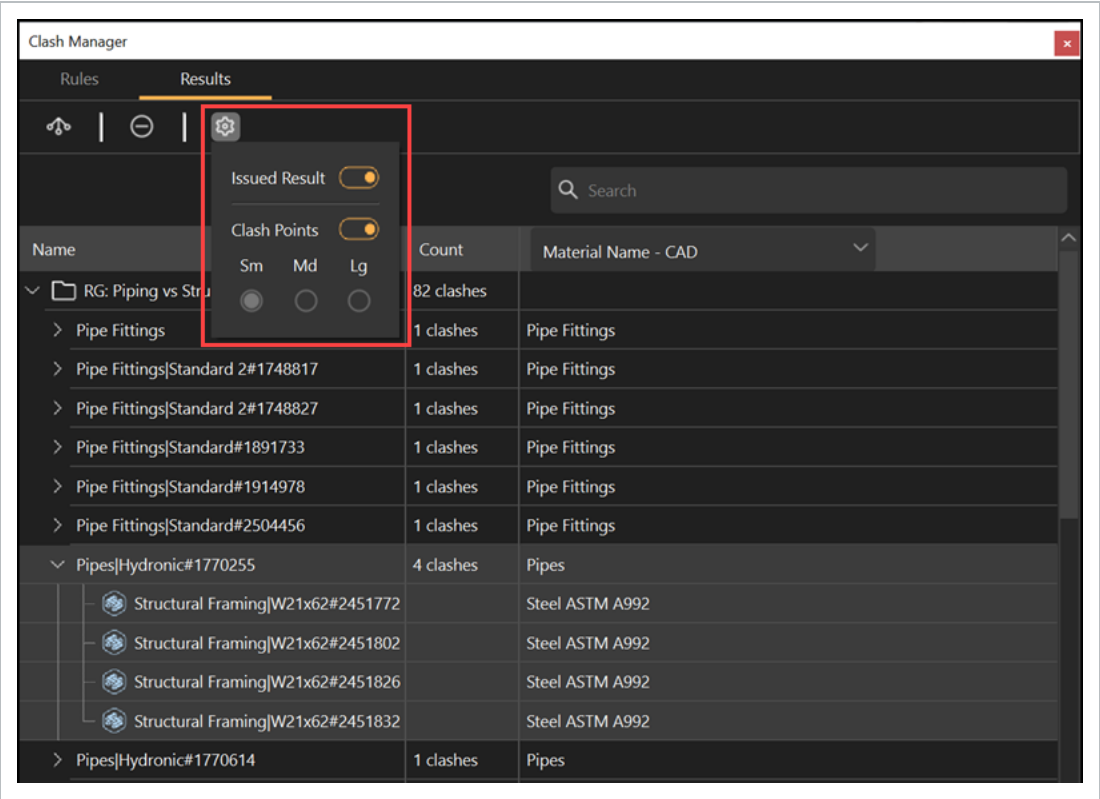 Clash Manager
Rules Results
Issued Result
Search
Clash Points
Sm Md Lg
Name Count Material Name - CAD
RG: Piping vs Stru 82 clashes
Pipe Fittings 1 clashes Pipe Fittings
Pipe Fittings|Standard 2#1748817 1 clashes Pipe Fittings
Pipe Fittings|Standard 2#1748827 1 clashes Pipe Fittings
Pipe Fittings|Standard#1891733 1 clashes Pipe Fittings
Pipe Fittings|Standard#1914978 1 clashes Pipe Fittings
Pipe Fittings|Standard#2504456 1 clashes Pipe Fittings
Pipes|Hydronic#1770255 4 clashes Pipes
Structural Framing|W21x62#2451772 Steel ASTM A992
Structural Framing|W21x62#2451802 Steel ASTM A992
Structural Framing|W21x62#2451826 Steel ASTM A992
Structural Framing|W21x62#2451832 Steel ASTM A992
Pipes|Hydronic#1770614 1 clashes Pipes